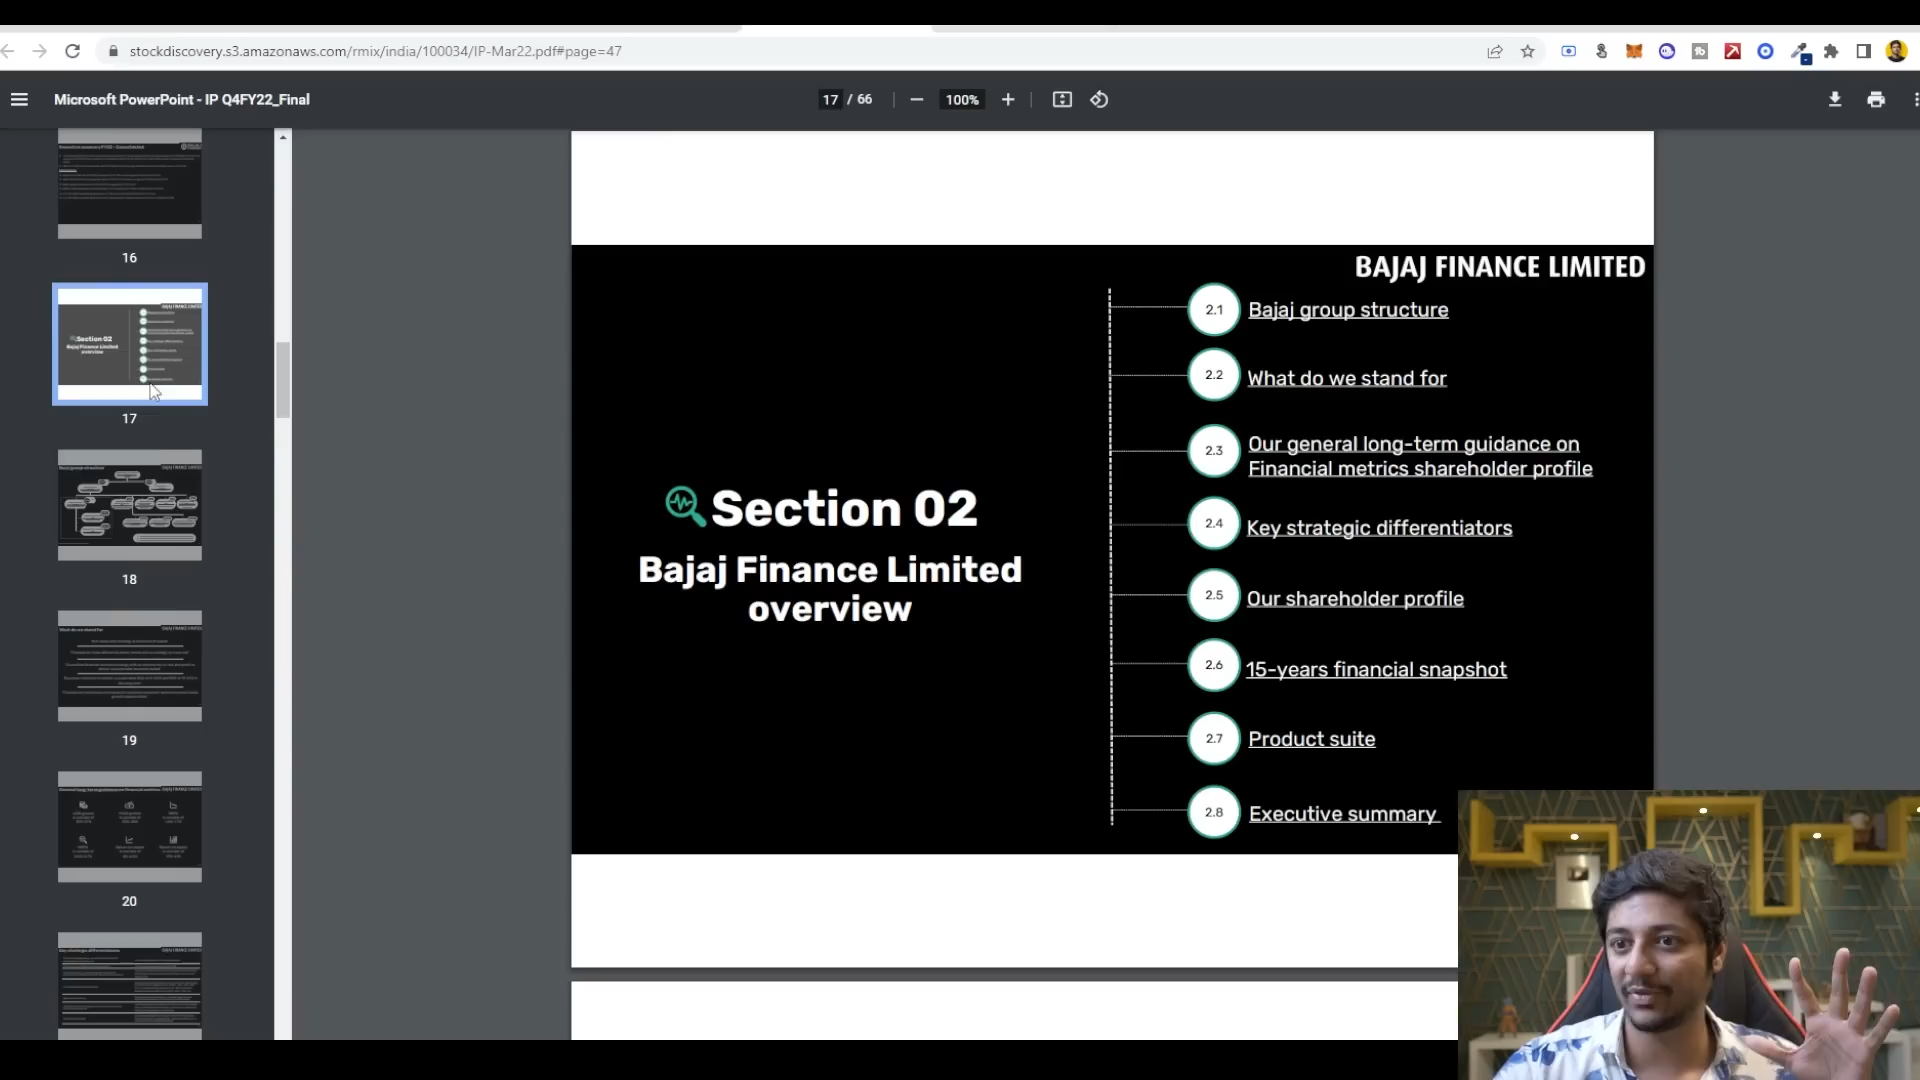 stockdiscovery.s3.amazonaws.com/rmix/india/100034/IP-Mar22.pdf#page=47
Microsoft PowerPoint - IP Q4FY22_Final
17 / 66
100%
16
17
18
19
20
Section 02
Bajaj Finance Limited
overview
BAJAJ FINANCE LIMITED
2.1 Bajaj group structure
2.2 What do we stand for
2.3 Our general long-term guidance on
Financial metrics shareholder profile
2.4 Key strategic differentiators
2.5 Our shareholder profile
2.6 15-years financial snapshot
2.7 Product suite
2.8 Executive summary